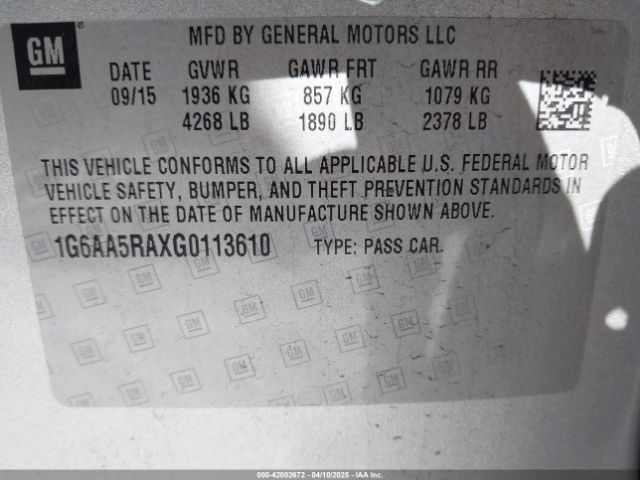 GM
MFD BY GENERAL MOTORS LLC
DATE GVWR GAWR FRT GAWR RR
09/15 1936 KG 857 KG 1079 KG
4268 LB 1890 LB 2378 LB
THIS VEHICLE CONFORMS TO ALL APPLICABLE U.S. FEDERAL MOTOR
VEHICLE SAFETY, BUMPER, AND THEFT PREVENTION STANDARDS IN
EFFECT ON THE DATE OF MANUFACTURE SHOWN ABOVE.
1G6AA5RAXG0113610 TYPE: PASS CAR
000-42002672 - 04/10/2025 - IAAI Inc.